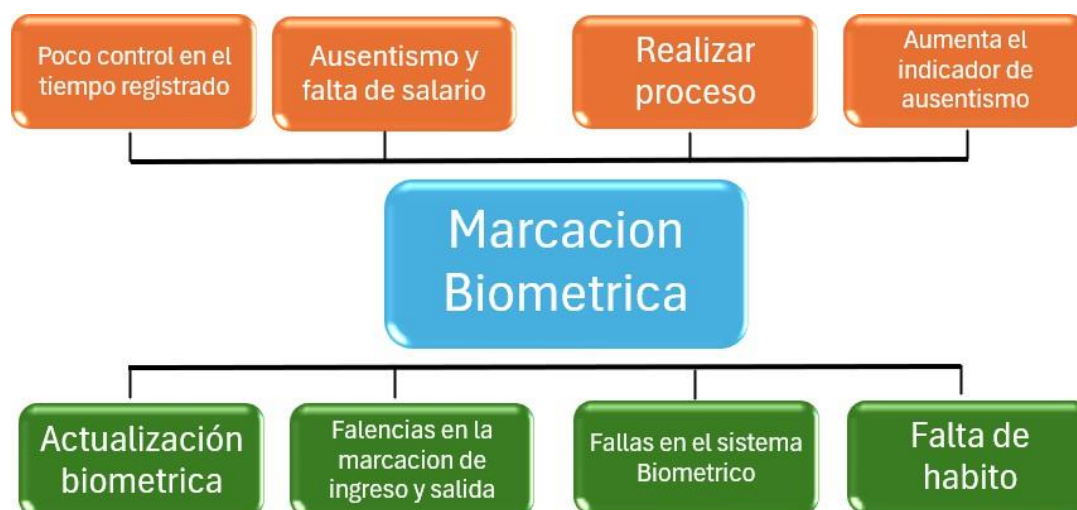 Poco control en el
tiempo registrado
Ausentismo y
falta de salario
Realizar
proceso
Aumenta el
indicador de
ausentismo
Marcacion
Biometrica
Actualización
biometrica
Falencias en la
marcacion de
ingreso y salida
Fallas en el sistema
Biometrico
Falta de
habito